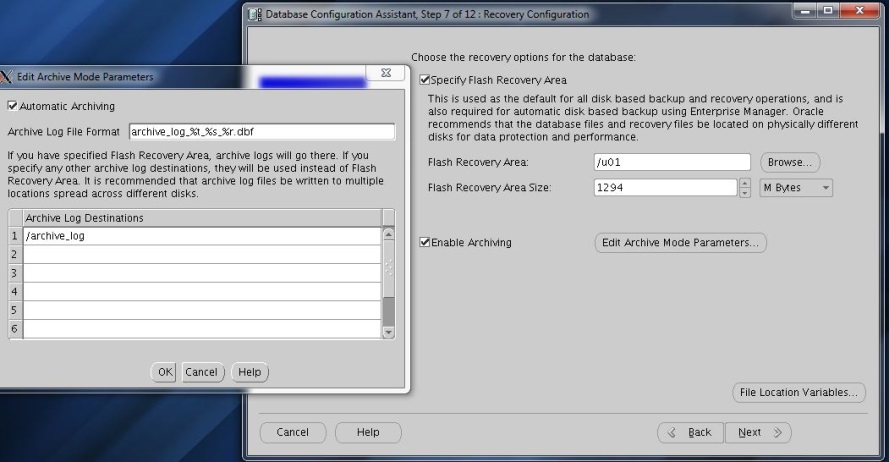 Database Configuration Assistant, Step 7 of 12 : Recovery Configuration
Choose the recovery options for the database:
Specify Flash Recovery Area
This is used as the default for all disk based backup and recovery operations, and is
also required for automatic disk based backup using Enterprise Manager. Oracle
recommends that the database files and recovery files be located on physically different
disks for data protection and performance.
Flash Recovery Area: /u01 Browse...
Flash Recovery Area Size: 1294 M Bytes
Enable Archiving Edit Archive Mode Parameters...
File Location Variables...
Cancel Help Back Next
Edit Archive Mode Parameters
Automatic Archiving
Archive Log File Format archive_log_%t_%s_%r.dbf
If you have specified Flash Recovery Area, archive logs will go there. If you
specify any other archive log destinations, they will be used instead of Flash
Recovery Area. It is recommended that archive log files be written to multiple
locations spread across different disks.
Archive Log Destinations
1 /archive_log
2
3
4
5
6
OK Cancel Help